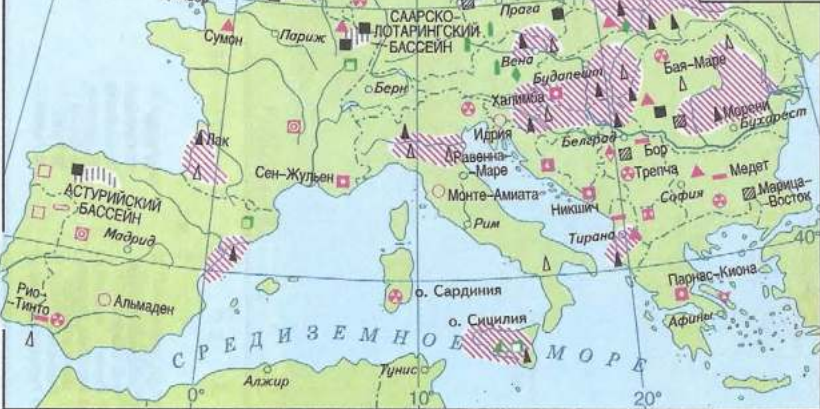 Прага
СААРСКО-
ЛОТАРИНГСКИЙ
БАССЕЙН
Сумон
Париж
Вена
Бая-Маре
Будапешт
Берн
Халимба
Морени
Бухарест
Идрия
Белград
Лак
Равенна-
Маре
Бор
Сен-Жульен
Трепча
Медет
АСТУРИЙСКИЙ
БАССЕЙН
Монте-Амиата
София
Марица-
Восток
Никшич
Мадрид
Рим
Тирана
40°
Парнас-Киона
Рио-
-Тинто
Альмаден
о. Сардиния
Афины
о. Сицилия
СРЕДИЗЕМНОЕ МОРЕ
Алжир
Тунис
0°
10°
20°